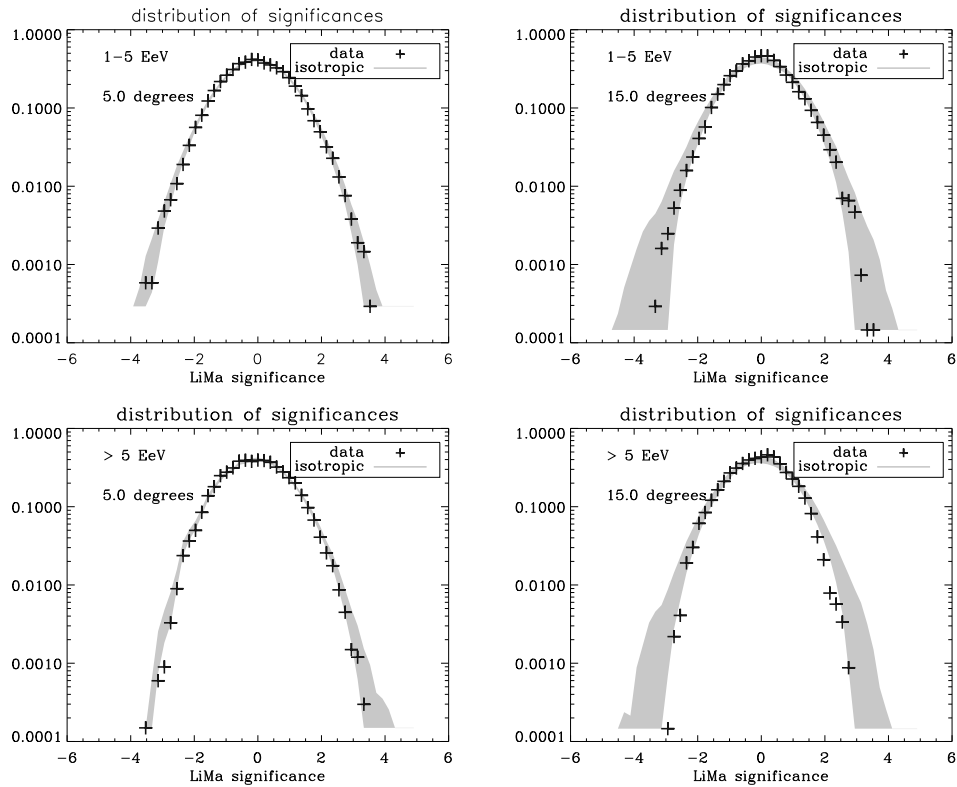 distribution of significances
1.0000
0.1000
0.0100
0.0010
0.0001
1−5 EeV
5.0 degrees
data
isotropic
−6 −4 −2 0 2 4 6
LiMa significance
distribution of significances
1.0000
0.1000
0.0100
0.0010
0.0001
1−5 EeV
15.0 degrees
data
isotropic
−6 −4 −2 0 2 4 6
LiMa significance
distribution of significances
1.0000
0.1000
0.0100
0.0010
0.0001
> 5 EeV
5.0 degrees
data
isotropic
−6 −4 −2 0 2 4 6
LiMa significance
distribution of significances
1.0000
0.1000
0.0100
0.0010
0.0001
> 5 EeV
15.0 degrees
data
isotropic
−6 −4 −2 0 2 4 6
LiMa significance